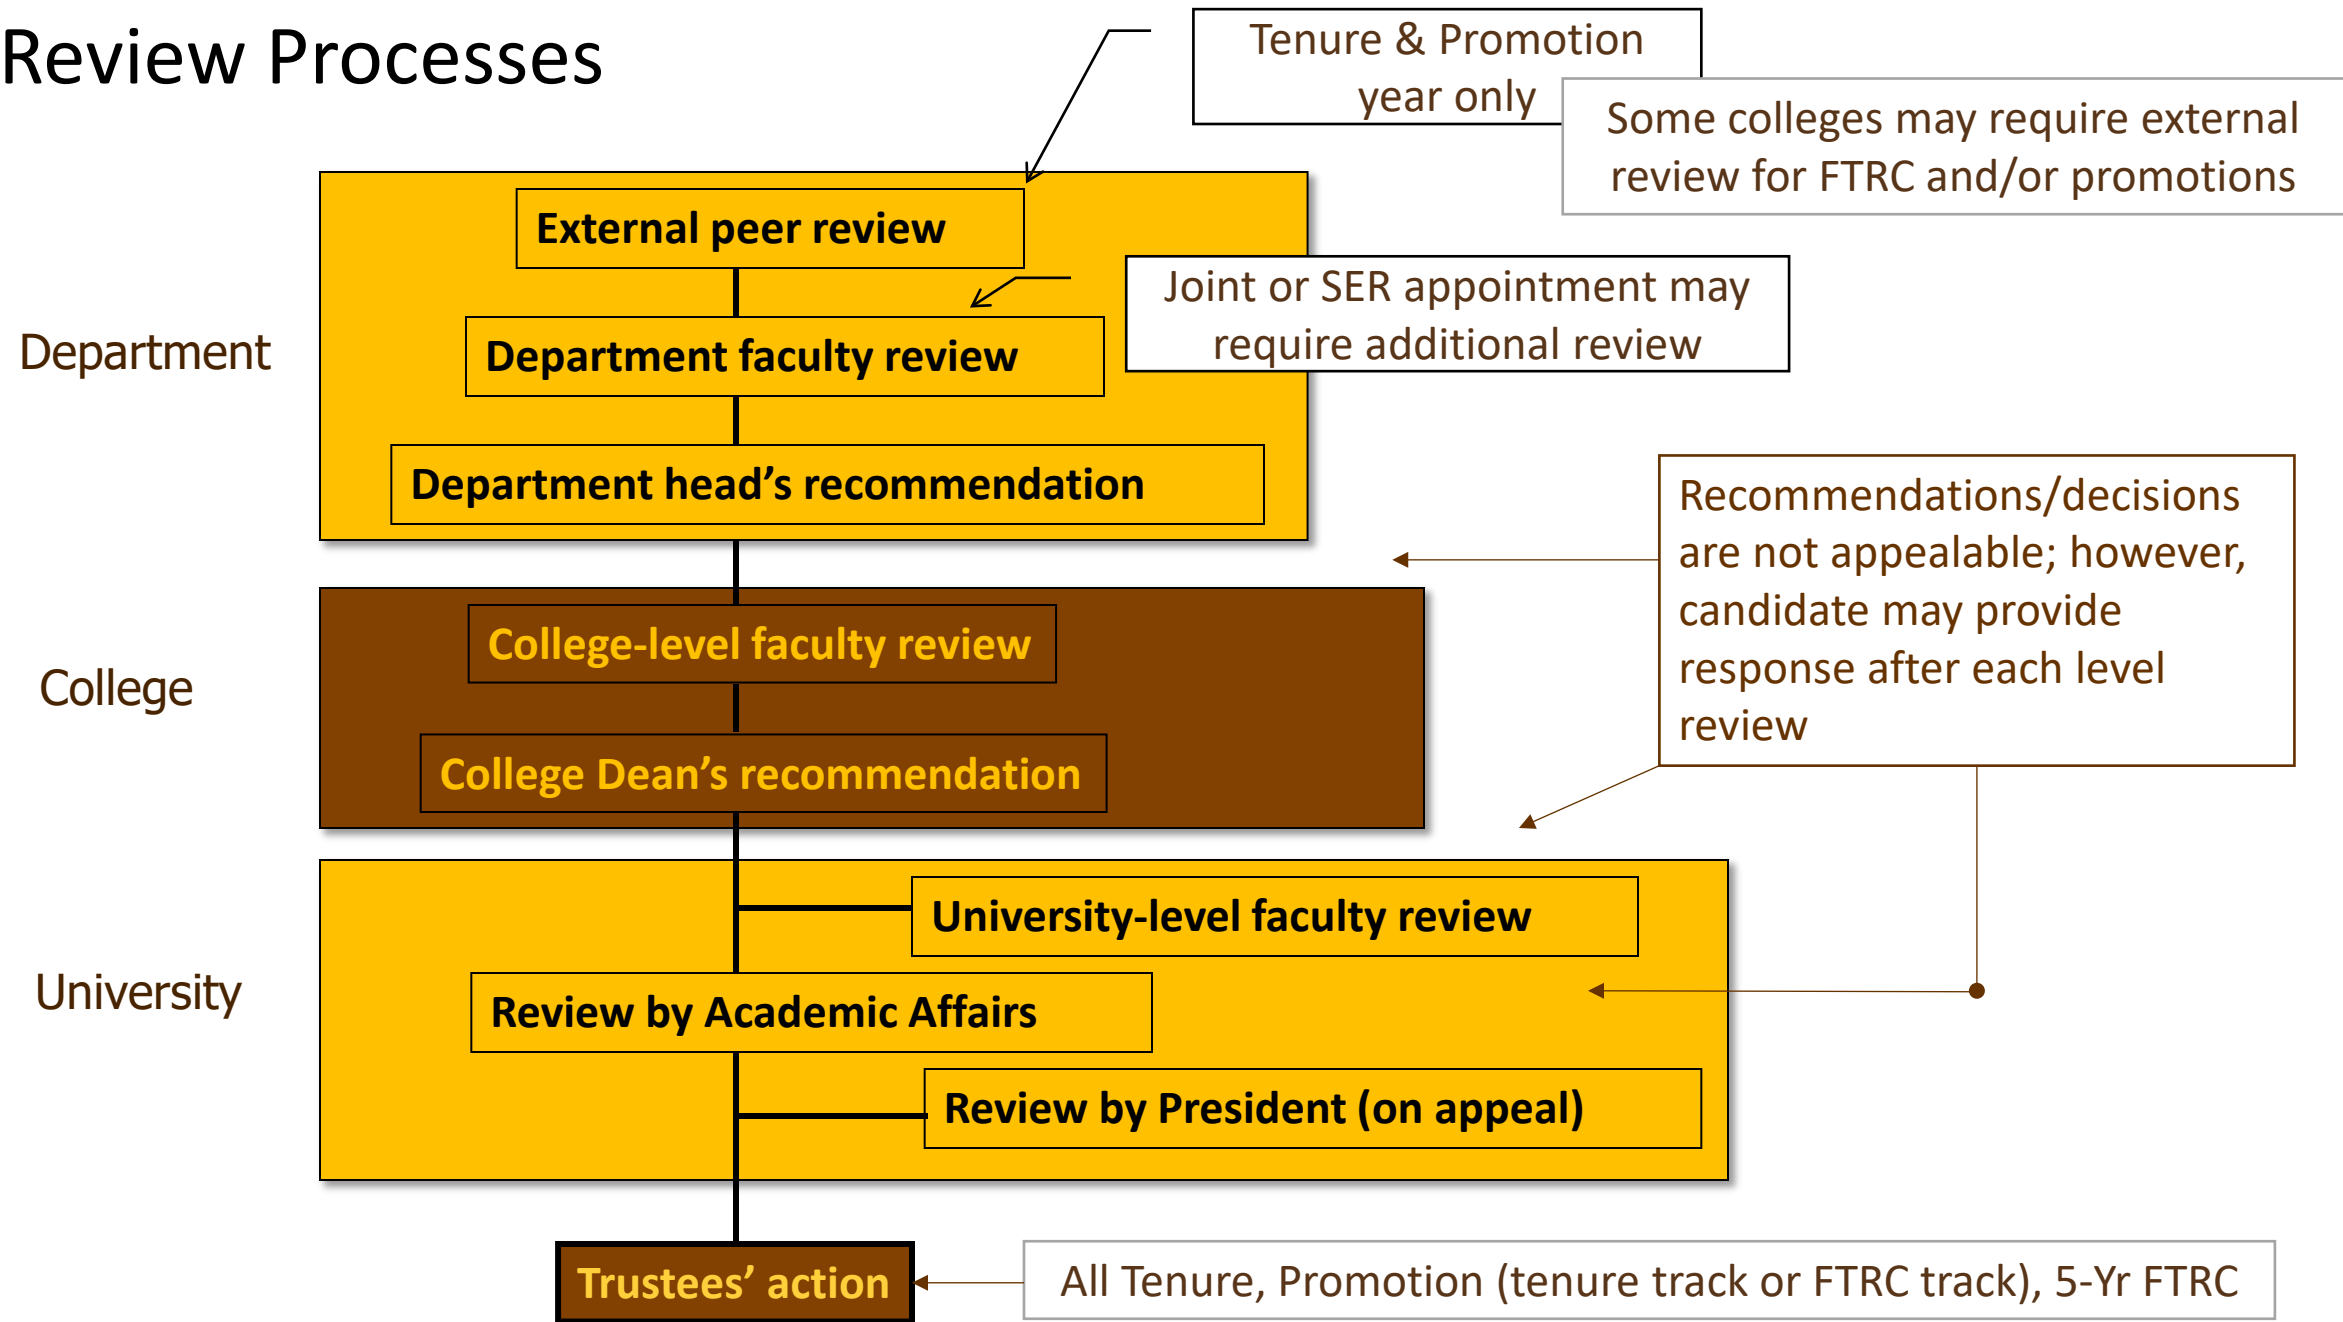 Review Processes
Tenure & Promotion
year only
Some colleges may require external
review for FTRC and/or promotions
External peer review
Joint or SER appointment may
require additional review
Department
Department faculty review
Department head’s recommendation
Recommendations/decisions
are not appealable; however,
candidate may provide
response after each level
review
College
College-level faculty review
College Dean’s recommendation
University
University-level faculty review
Review by Academic Affairs
Review by President (on appeal)
Trustees’ action
All Tenure, Promotion (tenure track or FTRC track), 5-Yr FTRC